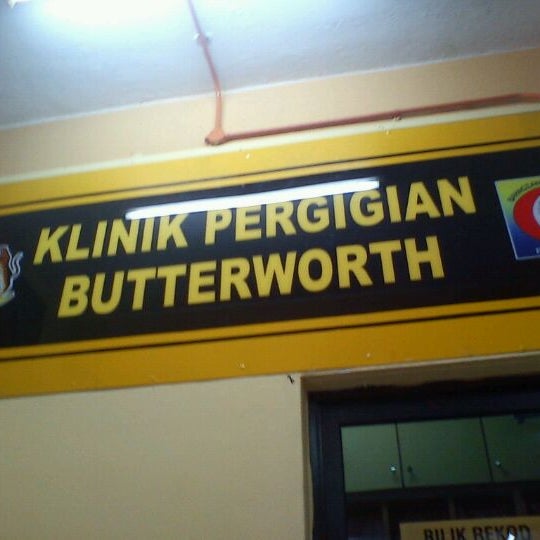 KLINIK PERGIGIAN
BUTTERWORTH
BILIK REKOD